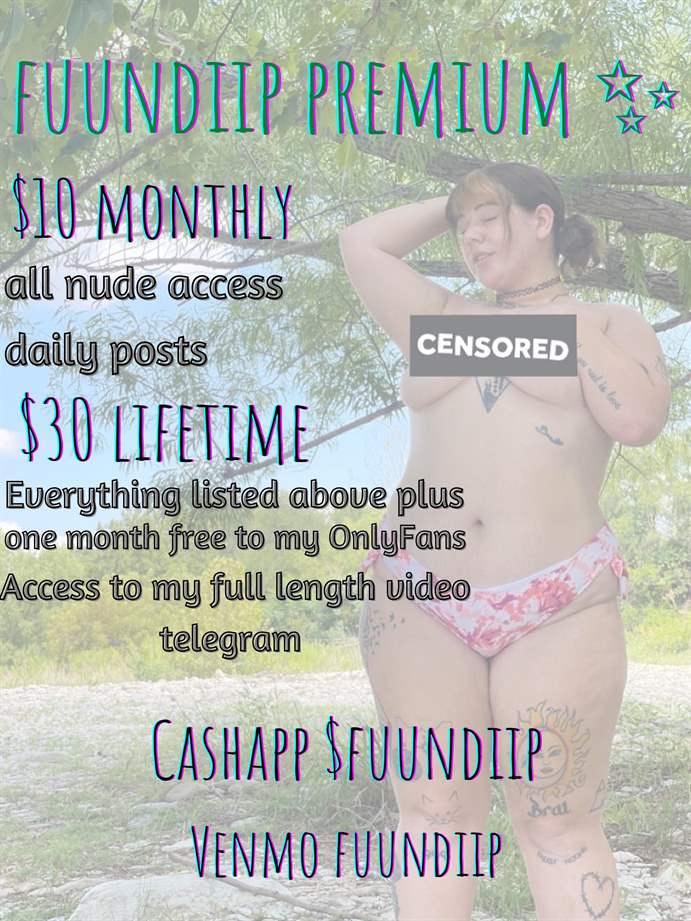 FUUNDIIP PREMIUM
$10 MONTHLY
all nude access
daily posts
CENSORED
$30 LIFETIME
Everything listed above plus
one month free to my OnlyFans
Access to my full length video
telegram
CASHAPP $FUUNDIIP
VENMO FUUNDIIP
Brat